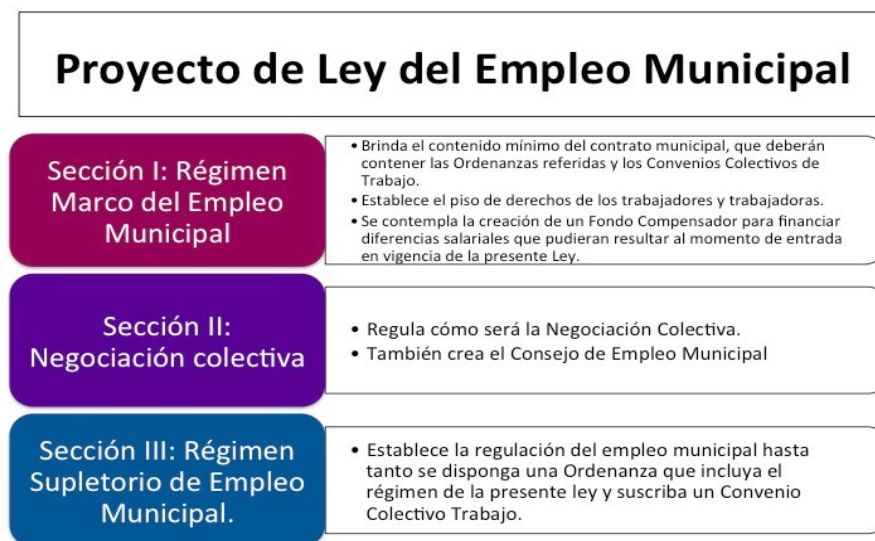 Proyecto de Ley del Empleo Municipal
Sección I: Régimen
Marco del Empleo
Municipal
• Brinda el contenido mínimo del contrato municipal, que deberán
contener las Ordenanzas referidas y los Convenios Colectivos de
Trabajo.
• Establece el piso de derechos de los trabajadores y trabajadoras.
• Se contempla la creación de un Fondo Compensador para financiar
diferencias salariales que pudieran resultar al momento de entrada
en vigencia de la presente Ley.
Sección II:
Negociación colectiva
• Regula cómo será la Negociación Colectiva.
• También crea el Consejo de Empleo Municipal
Sección III: Régimen
Supletorio de Empleo
Municipal.
• Establece la regulación del empleo municipal hasta
tanto se disponga una Ordenanza que incluya el
régimen de la presente ley y suscriba un Convenio
Colectivo Trabajo.